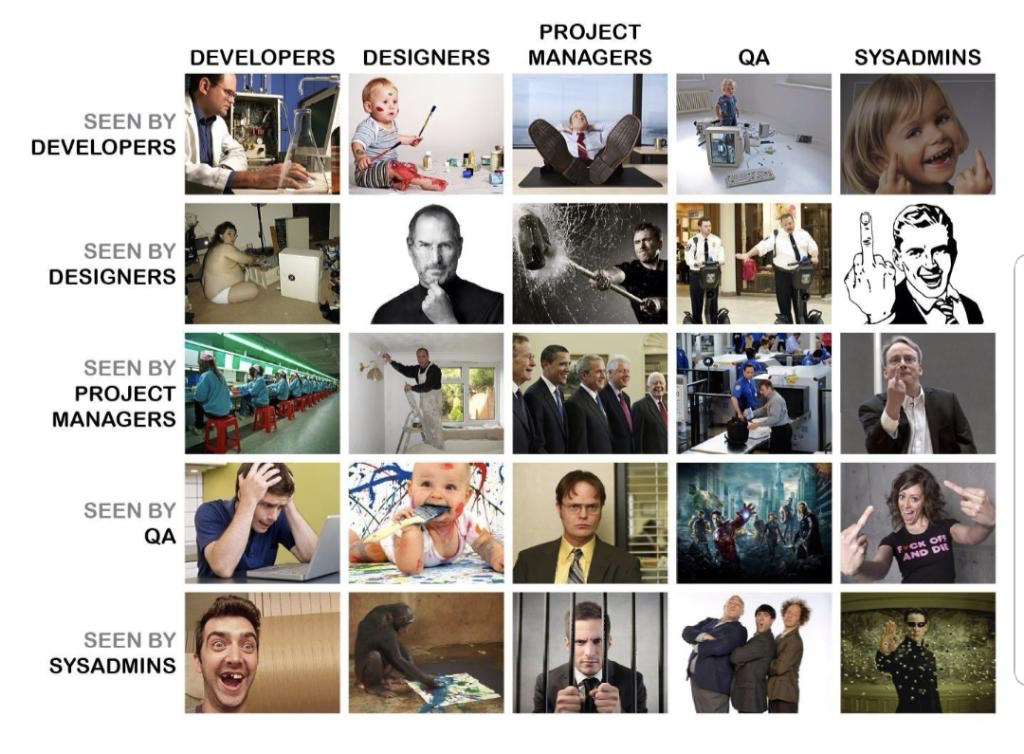 PROJECT
DEVELOPERS DESIGNERS MANAGERS QA SYSADMINS
SEEN BY
DEVELOPERS
SEEN BY
DESIGNERS
SEEN BY
PROJECT
MANAGERS
SEEN BY
QA
F*CK OFF
AND DIE
SEEN BY
SYSADMINS